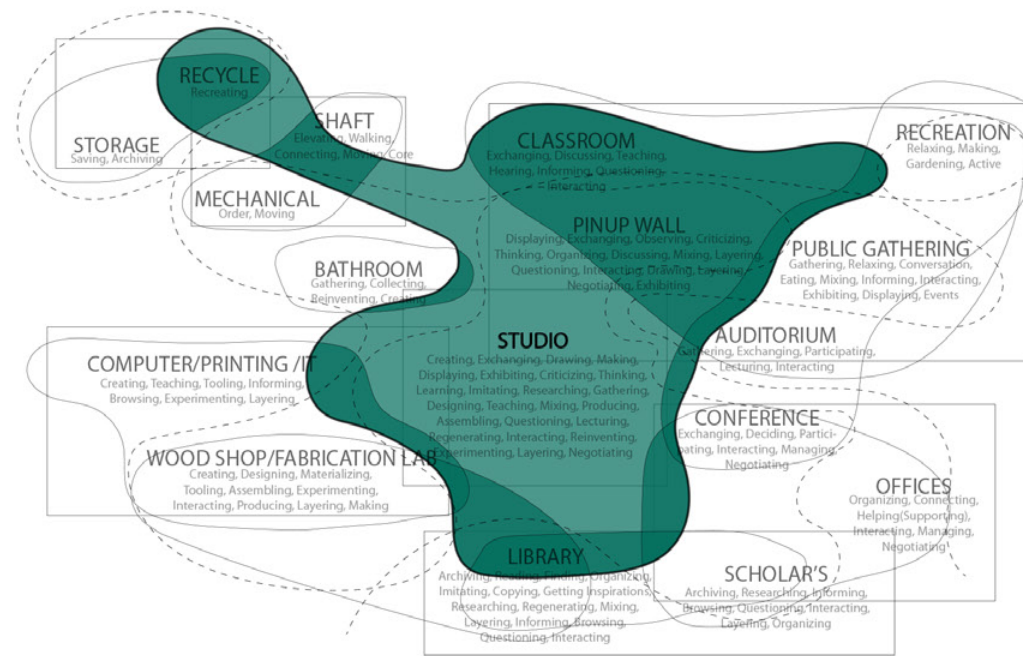 RECYCLE
Recreating
STORAGE
Saving, Archiving
SHAFT
Elevating, Walking,
Connecting, Moving, Core
MECHANICAL
Order, Moving
CLASSROOM
Exchanging, Discussing, Teaching,
Hearing, Informing, Questioning,
Interacting
RECREATION
Relaxing, Making,
Gardening, Active
PINUP WALL
Displaying, Exchanging, Observing, Criticizing,
Thinking, Organizing, Discussing, Mixing, Layering,
Questioning, Interacting, Drawing, Layering,
Negotiating, Exhibiting
PUBLIC GATHERING
Gathering, Relaxing, Conversation,
Eating, Mixing, Informing, Interacting,
Exhibiting, Displaying, Events
BATHROOM
Gathering, Collecting,
Reinventing, Creating
STUDIO
Creating, Exchanging, Drawing, Making,
Displaying, Exhibiting, Criticizing, Thinking,
Learning, Imitating, Researching, Gathering,
Designing, Teaching, Mixing, Producing,
Assembling, Questioning, Lecturing,
Regenerating, Interacting, Reinventing,
Experimenting, Layering, Negotiating
AUDITORIUM
Gathering, Exchanging, Participating,
Lecturing, Interacting
COMPUTER/PRINTING /IT
Creating, Teaching, Tooling, Informing,
Browsing, Experimenting, Layering
CONFERENCE
Exchanging, Deciding, Partici-
pating, Interacting, Managing,
Negotiating
WOOD SHOP/FABRICATION LAB
Creating, Designing, Materializing,
Tooling, Assembling, Experimenting,
Interacting, Producing, Layering, Making
OFFICES
Organizing, Connecting,
Helping(Supporting),
Interacting, Managing,
Negotiating
LIBRARY
Archiving, Reading, Finding, Organizing,
Imitating, Copying, Getting Inspirations,
Researching, Regenerating, Mixing,
Layering, Informing, Browsing,
Questioning, Interacting
SCHOLAR'S
Archiving, Researching, Informing,
Browsing, Questioning, Interacting,
Layering, Organizing